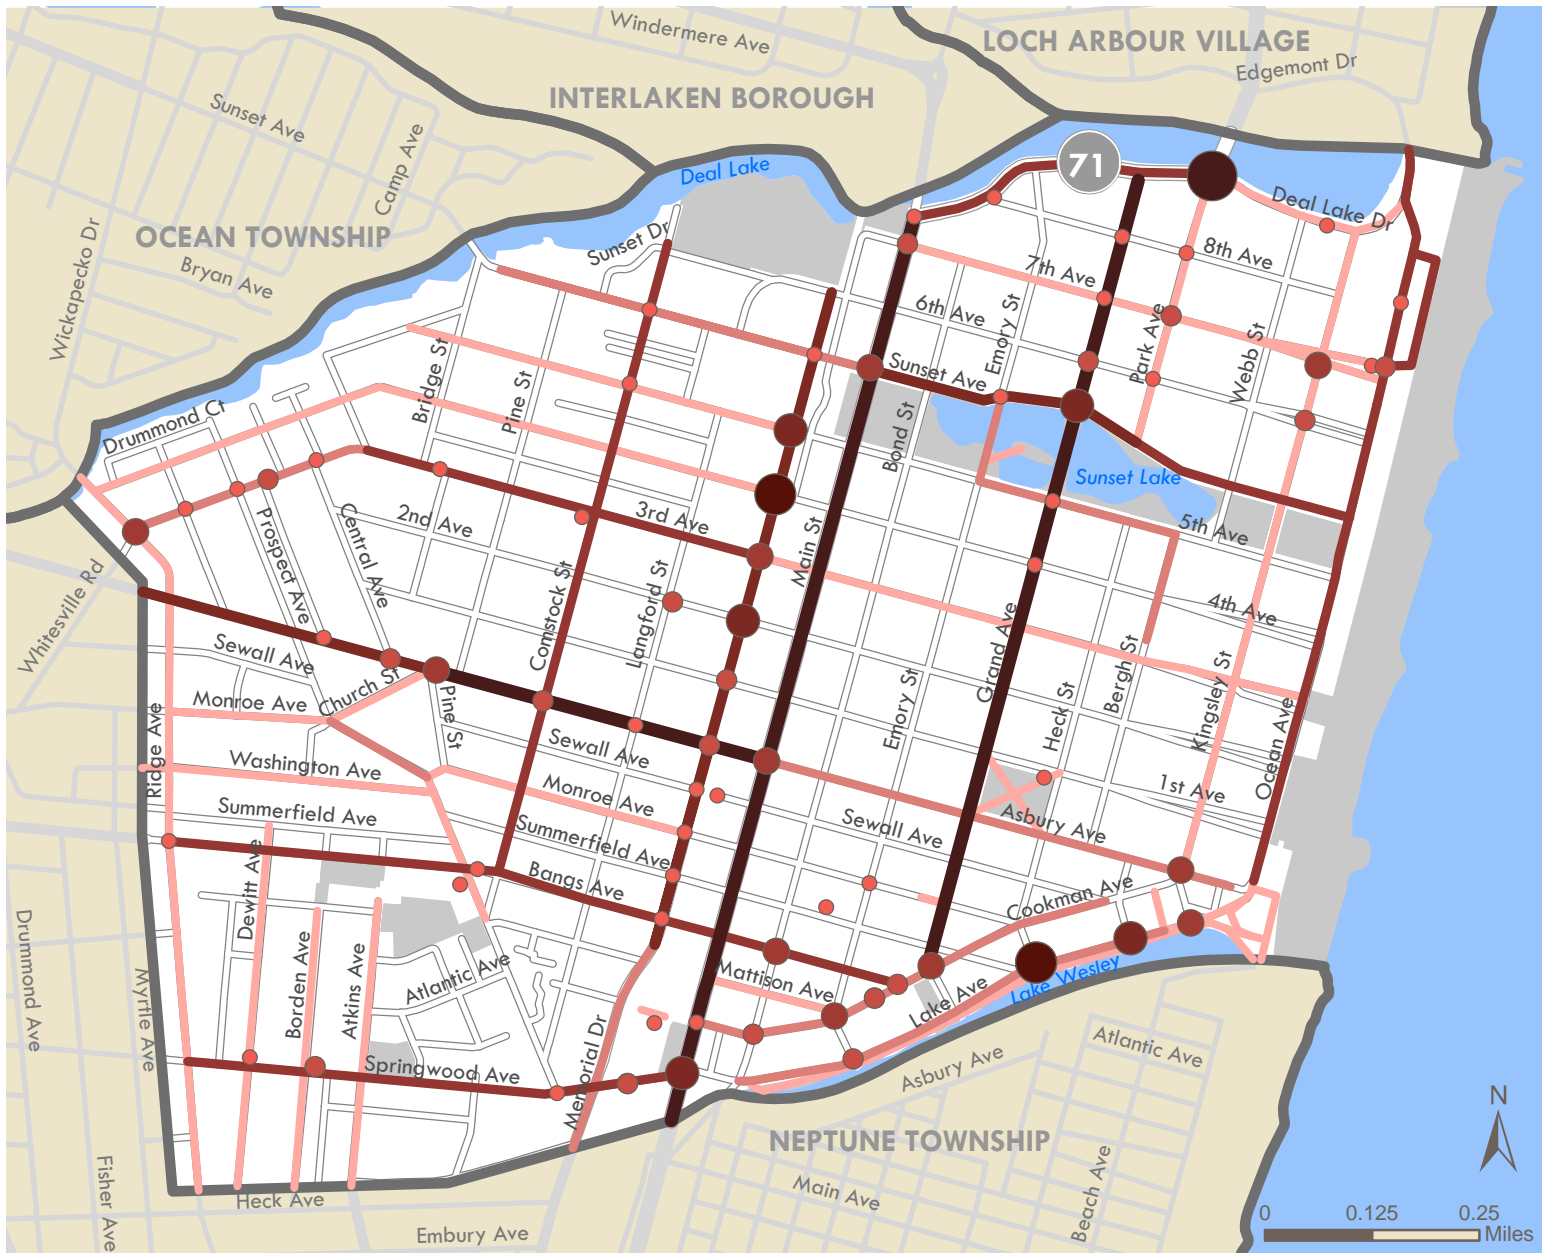 Windermere Ave
LOCH ARBOUR VILLAGE
Edgemont Dr
INTERLAKEN BOROUGH
Sunset Ave
Camp Ave
Deal Lake
71
Deal Lake Dr
OCEAN TOWNSHIP
Bryan Ave
Wickapecko Dr
Sunset Dr
8th Ave
7th Ave
6th Ave
Emory St
Park Ave
Webb St
Bridge St
Pine St
Sunset Ave
Drummond Ct
Bond St
Sunset Lake
Prospect Ave
Central Ave
2nd Ave
3rd Ave
Main St
5th Ave
Whitesville Rd
Comstock St
Langford St
4th Ave
Sewall Ave
Church St
Grand Ave
Bergh St
Kingsley St
Monroe Ave
Pine St
Emory St
Heck St
Ocean Ave
Ridge Ave
Washington Ave
Sewall Ave
Monroe Ave
1st Ave
Summerfield Ave
Summerfield Ave
Sewall Ave
Asbury Ave
Dewitt Ave
Bangs Ave
Cookman Ave
Drummond Ave
Borden Ave
Atkins Ave
Atlantic Ave
Mattison Ave
Lake Ave
Lake Wesley
Myrtle Ave
Springwood Ave
Memorial Dr
Asbury Ave
Atlantic Ave
NEPTUNE TOWNSHIP
N
Fisher Ave
Heck Ave
Main Ave
Beach Ave
Embury Ave
0 0.125 0.25
Miles